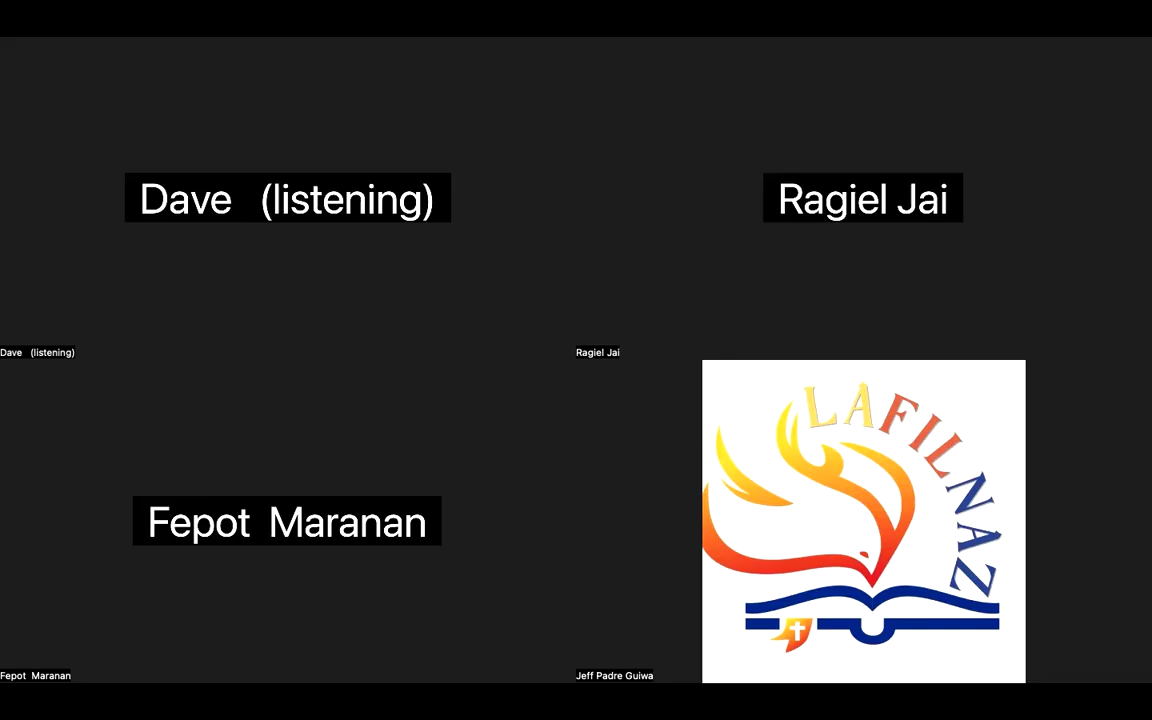 Dave (listening)
Ragiel Jai
Dave (listening)
Ragiel Jai
Fepot Maranan
LAFILNAZ
Fepot Maranan
Jeff Padre Guiwa